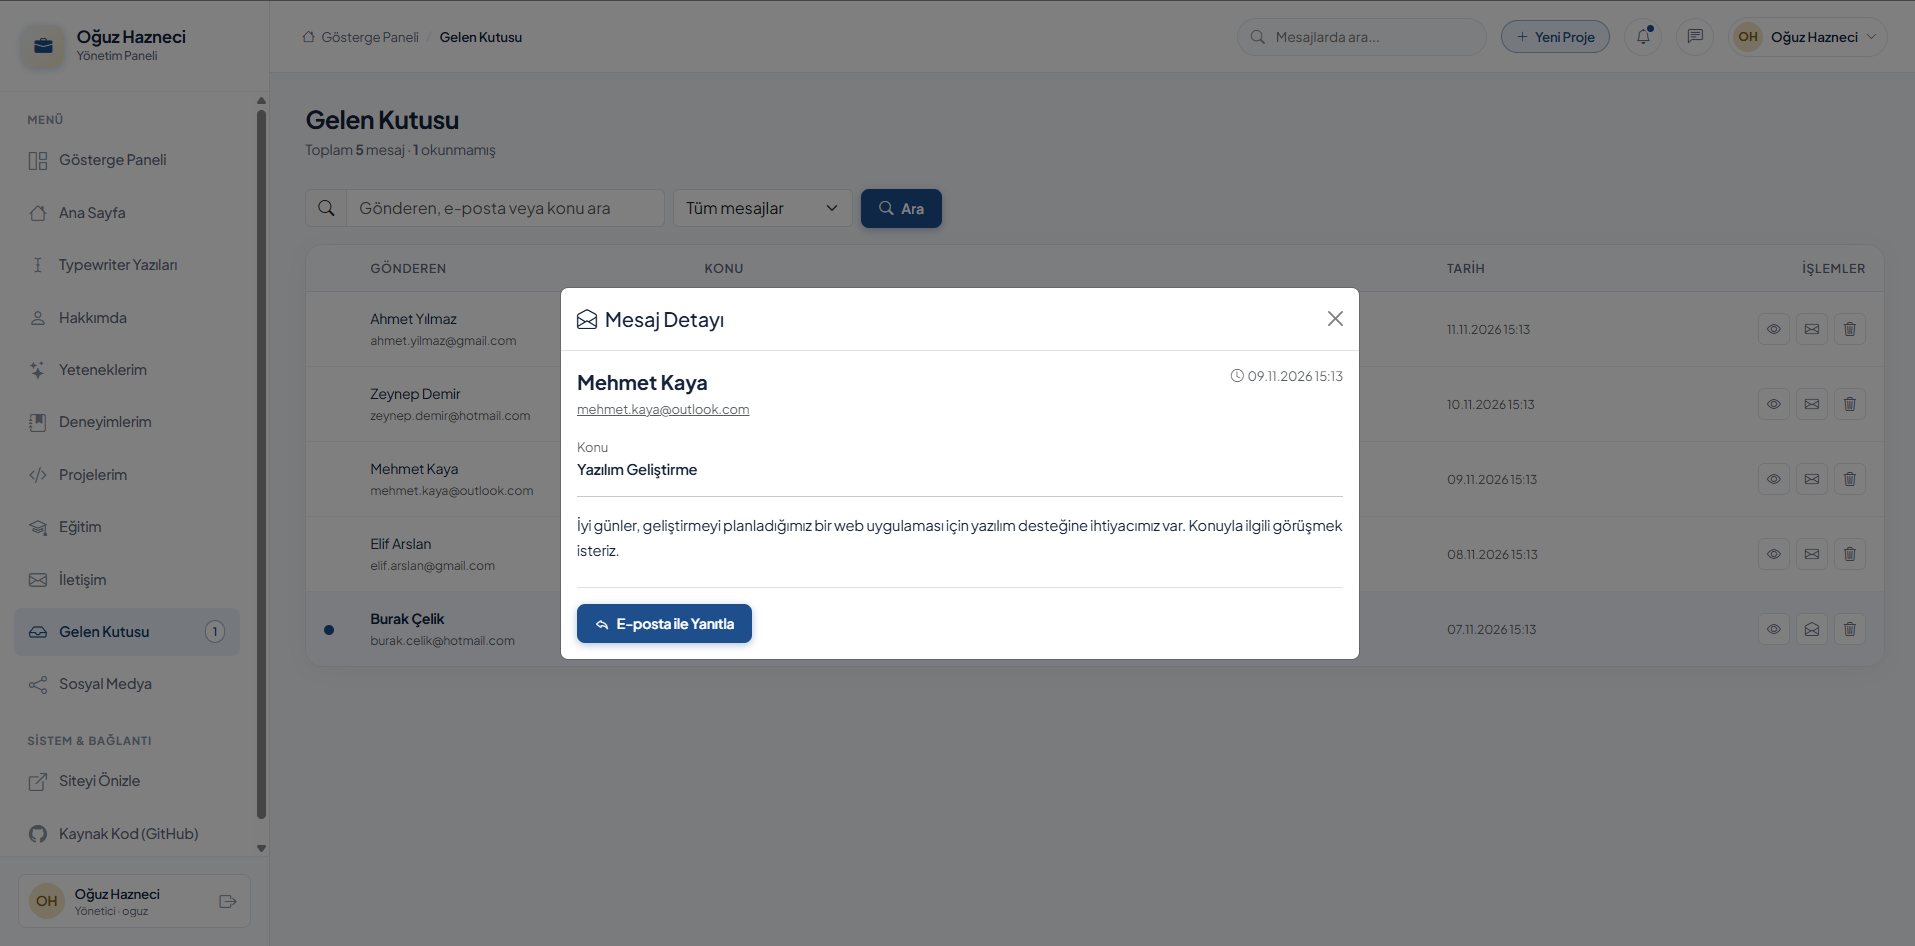 Oğuz Hazneci
Yönetim Paneli
MENÜ
Gösterge Paneli
Ana Sayfa
Typewriter Yazıları
Hakkımda
Yeteneklerim
Deneyimlerim
Projelerim
Eğitim
İletişim
Gelen Kutusu 1
Sosyal Medya
SİSTEM & BAĞLANTI
Siteyi Önizle
Kaynak Kod (GitHub)
OH Oğuz Hazneci
Yönetici · oguz
Gösterge Paneli / Gelen Kutusu
Mesajlarda ara...
+ Yeni Proje
OH Oğuz Hazneci
Gelen Kutusu
Toplam 5 mesaj · 1 okunmamış
Gönderen, e-posta veya konu ara
Tüm mesajlar
Ara
GÖNDEREN KONU TARİH İŞLEMLER
Ahmet Yılmaz
ahmet.yilmaz@gmail.com
11.11.2026 15:13
Zeynep Demir
zeynep.demir@hotmail.com
10.11.2026 15:13
Mehmet Kaya
mehmet.kaya@outlook.com
09.11.2026 15:13
Elif Arslan
elif.arslan@gmail.com
08.11.2026 15:13
Burak Çelik
burak.celik@hotmail.com
07.11.2026 15:13
Mesaj Detayı
Mehmet Kaya
09.11.2026 15:13
mehmet.kaya@outlook.com
Konu
Yazılım Geliştirme
İyi günler, geliştirmeyi planladığımız bir web uygulaması için yazılım desteğine ihtiyacımız var. Konuyla ilgili görüşmek
isteriz.
E-posta ile Yanıtla